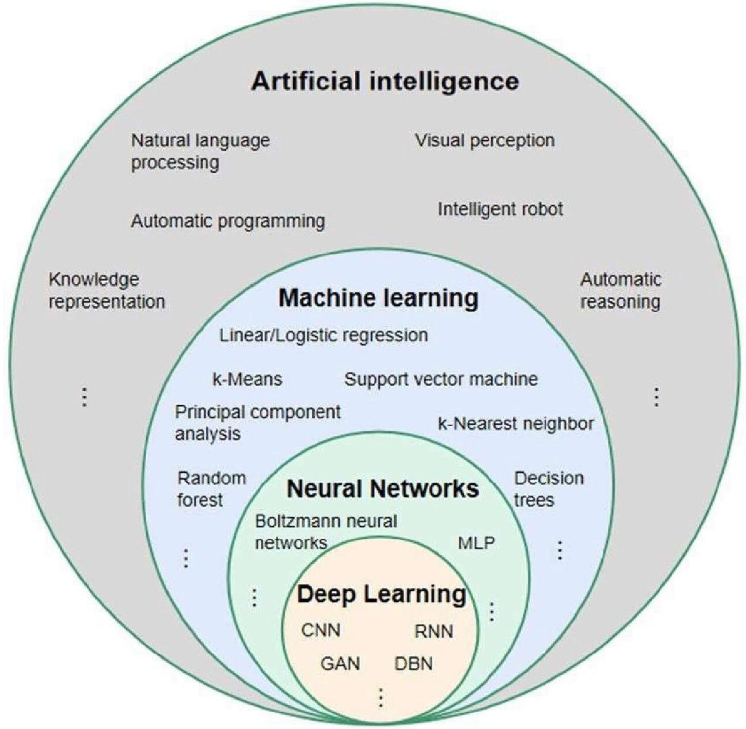 Artificial intelligence
Natural language
processing
Visual perception
Automatic programming
Intelligent robot
Knowledge
representation
Automatic
reasoning
Machine learning
Linear/Logistic regression
k-Means
Support vector machine
Principal component
analysis
k-Nearest neighbor
Random
forest
Decision
trees
Neural Networks
Boltzmann neural
networks
MLP
Deep Learning
CNN
RNN
GAN
DBN